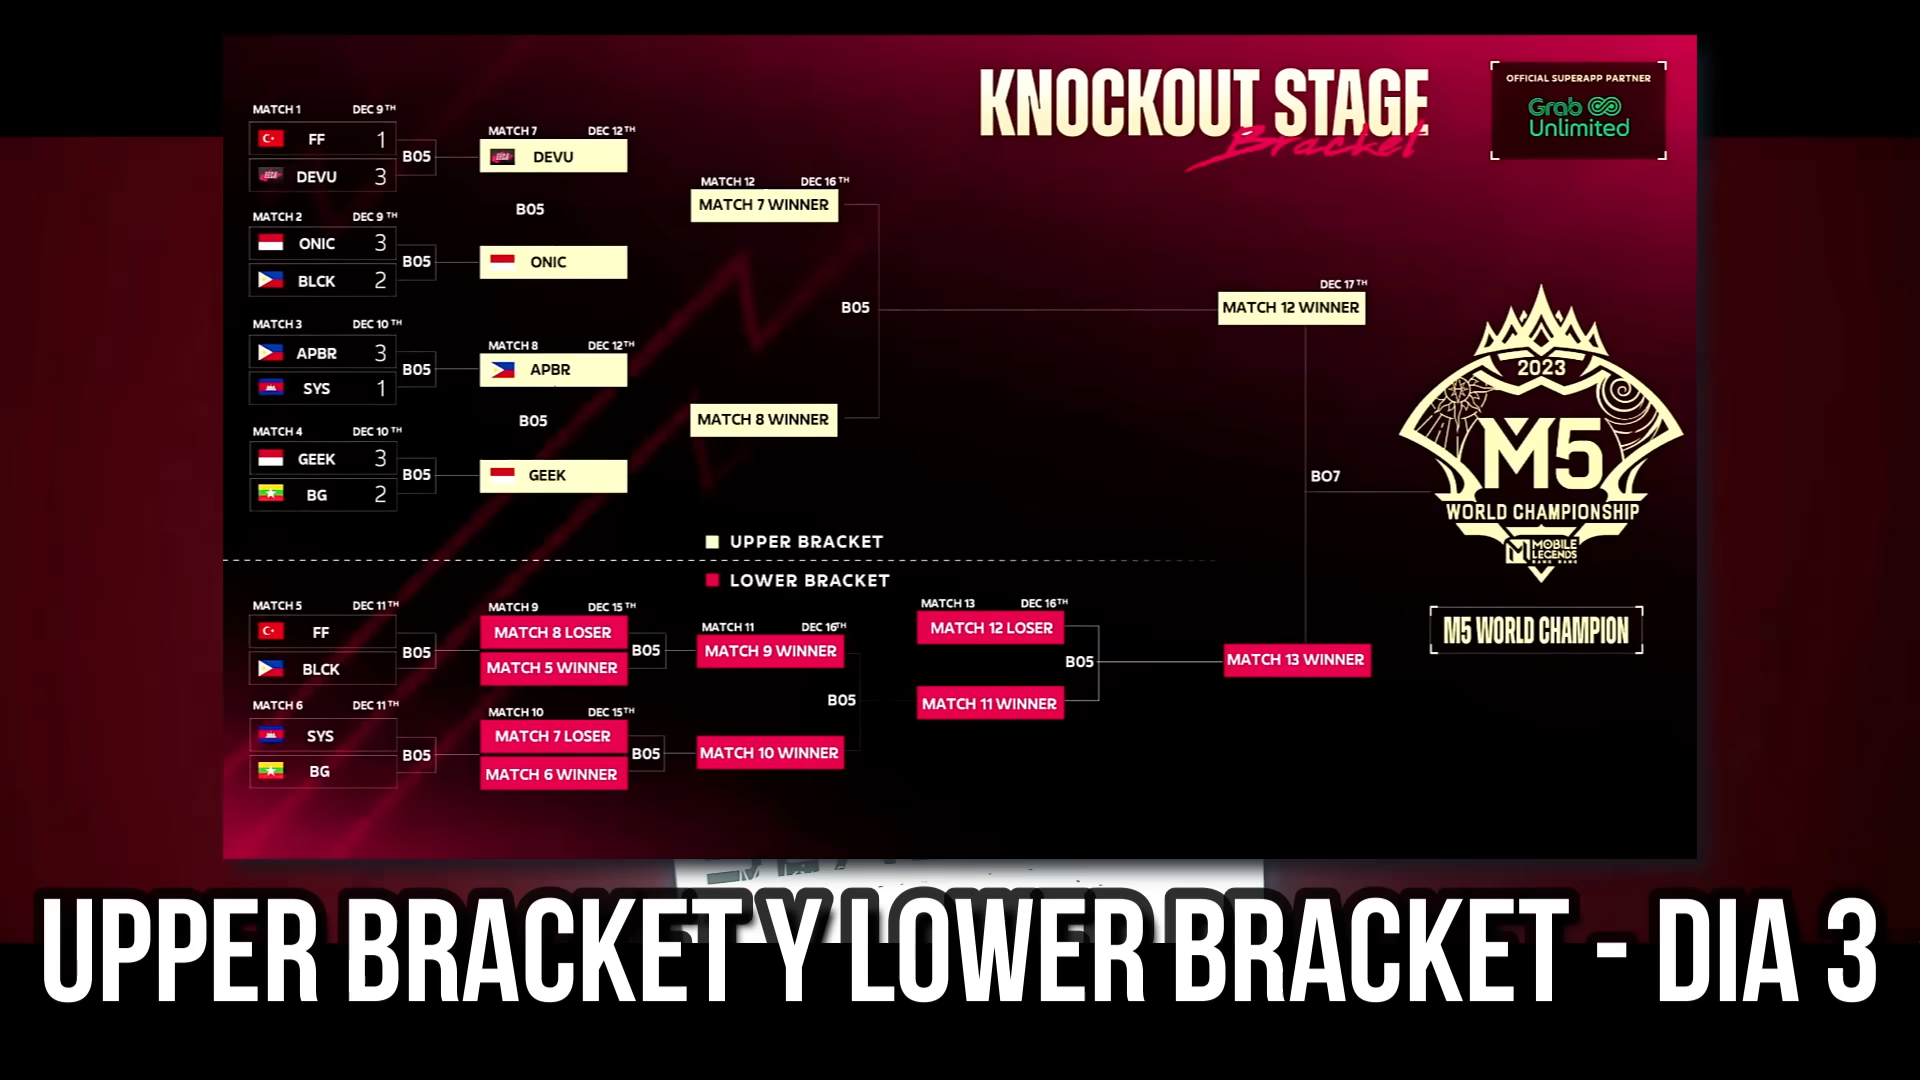 KNOCKOUT STAGE
Bracket
OFFICIAL SUPERAPP PARTNER
Grab
Unlimited
MATCH 1 DEC 9TH
FF 1
DEVU 3
BO5
MATCH 2 DEC 9TH
ONIC 3
BLCK 2
BO5
MATCH 3 DEC 10TH
APBR 3
SYS 1
BO5
MATCH 4 DEC 10TH
GEEK 3
BG 2
BO5
MATCH 7 DEC 12TH
DEVU
BO5
ONIC
MATCH 8 DEC 12TH
APBR
BO5
GEEK
MATCH 12 DEC 16TH
MATCH 7 WINNER
BO5
MATCH 8 WINNER
DEC 17TH
MATCH 12 WINNER
BO7
2023
M5
WORLD CHAMPIONSHIP
MOBILE
LEGENDS
BANG BANG
M5 WORLD CHAMPION
UPPER BRACKET
LOWER BRACKET
MATCH 5 DEC 11TH
FF
BLCK
BO5
MATCH 6 DEC 11TH
SYS
BG
BO5
MATCH 9 DEC 15TH
MATCH 8 LOSER
MATCH 5 WINNER
BO5
MATCH 10 DEC 15TH
MATCH 7 LOSER
MATCH 6 WINNER
BO5
MATCH 11 DEC 16TH
MATCH 9 WINNER
BO5
MATCH 10 WINNER
MATCH 13 DEC 16TH
MATCH 12 LOSER
BO5
MATCH 11 WINNER
MATCH 13 WINNER
UPPER BRACKET Y LOWER BRACKET - DIA 3